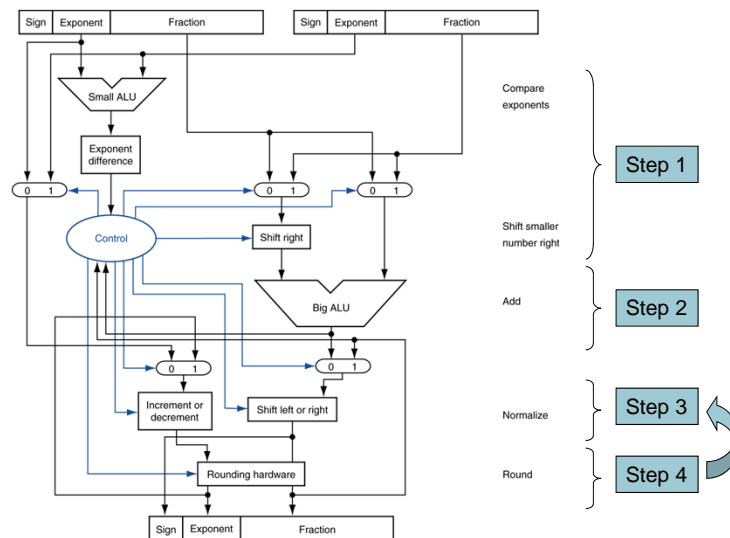 Sign Exponent Fraction
Sign Exponent Fraction
Small ALU
Compare
exponents
Exponent
difference
Step 1
0 1
0 1
0 1
Control
Shift right
Shift smaller
number right
Big ALU
Add
Step 2
0 1
0 1
Increment or
decrement
Shift left or right
Normalize
Step 3
Rounding hardware
Round
Step 4
Sign Exponent Fraction